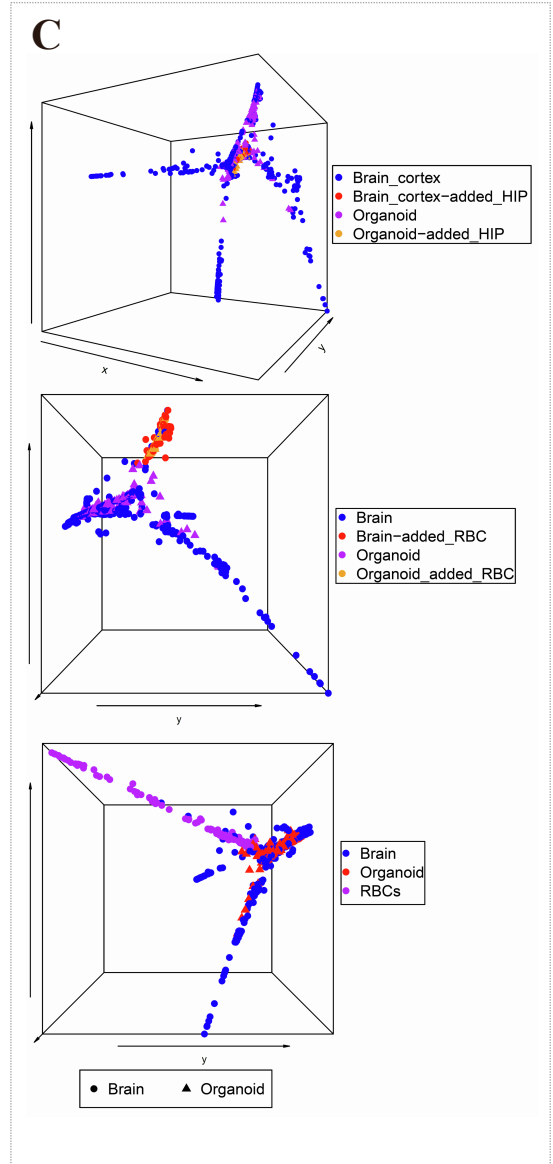 C
Brain_cortex
Brain_cortex−added_HIP
Organoid
Organoid−added_HIP
x
y
Brain
Brain−added_RBC
Organoid
Organoid_added_RBC
y
Brain
Organoid
RBCs
y
Brain Organoid